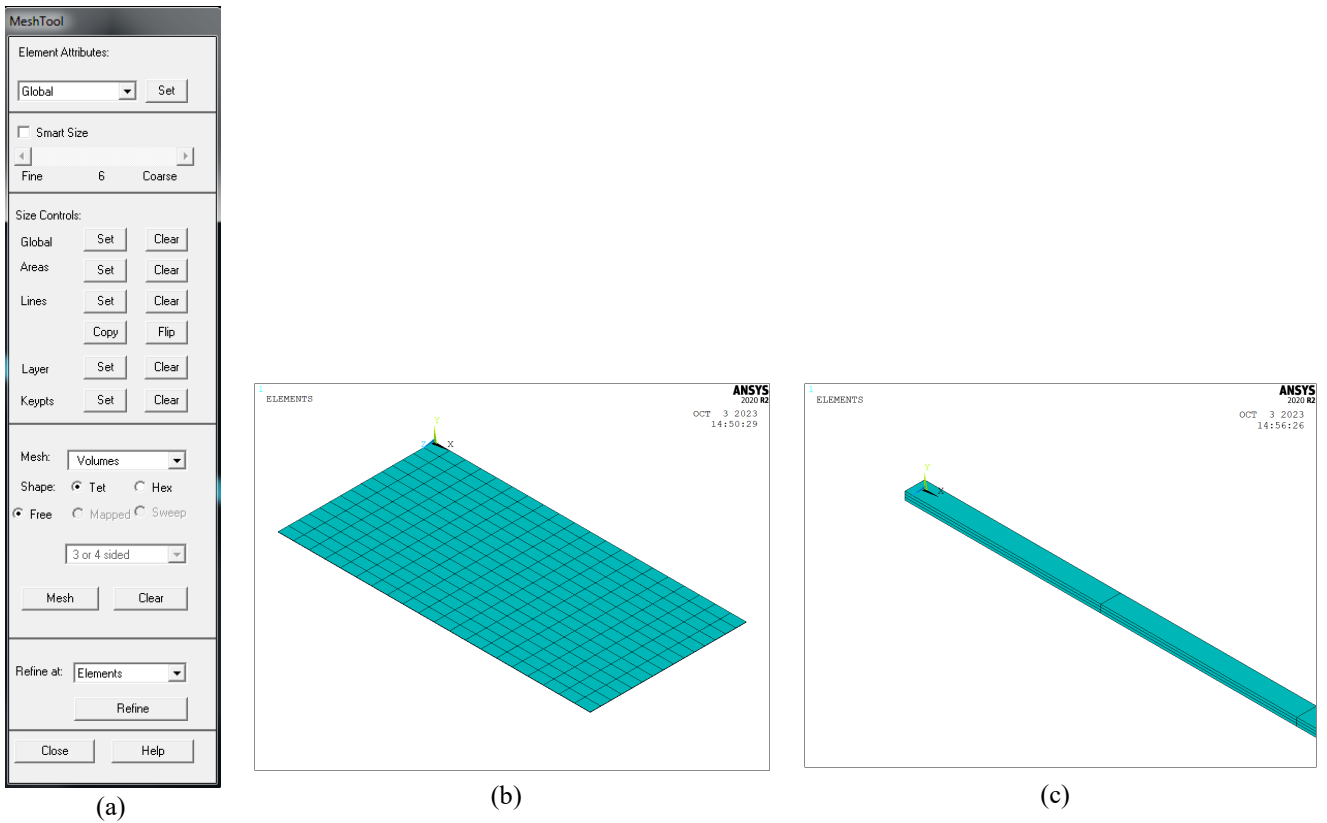 MeshTool
Element Attributes:
Global Set
Smart Size
Fine 6 Coarse
Size Controls:
Global Set Clear
Areas Set Clear
Lines Set Clear
Copy Flip
Layer Set Clear
Keypts Set Clear
Mesh: Volumes
Shape: Tet Hex
Free Mapped Sweep
3 or 4 sided
Mesh Clear
Refine at: Elements
Refine
Close Help
(a)
1
ELEMENTS
ANSYS
2020 R2
OCT 3 2023
14:50:29
Y
Z X
(b)
1
ELEMENTS
ANSYS
2020 R2
OCT 3 2023
14:56:26
Y
X
(c)